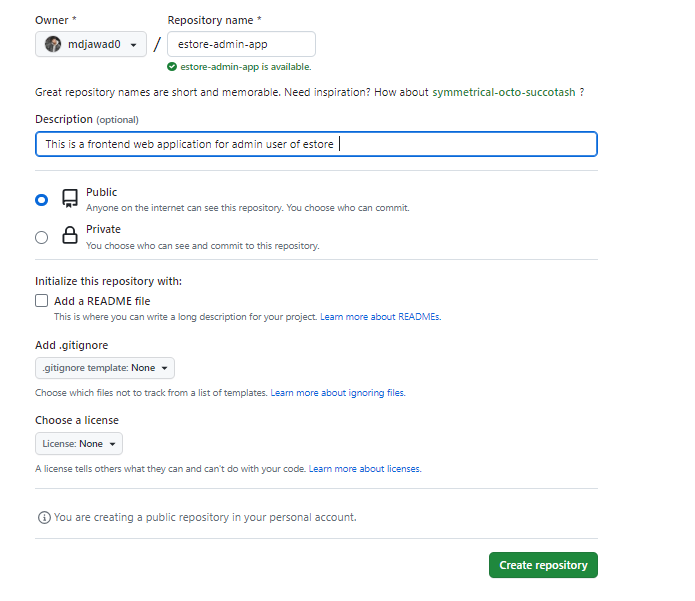 Owner *
Repository name *
mdjawad0
/
estore-admin-app
estore-admin-app is available.
Great repository names are short and memorable. Need inspiration? How about symmetrical-octo-succotash ?
Description (optional)
This is a frontend web application for admin user of estore
Public
Anyone on the internet can see this repository. You choose who can commit.
Private
You choose who can see and commit to this repository.
Initialize this repository with:
Add a README file
This is where you can write a long description for your project. Learn more about READMEs.
Add .gitignore
.gitignore template: None
Choose which files not to track from a list of templates. Learn more about ignoring files.
Choose a license
License: None
A license tells others what they can and can't do with your code. Learn more about licenses.
You are creating a public repository in your personal account.
Create repository